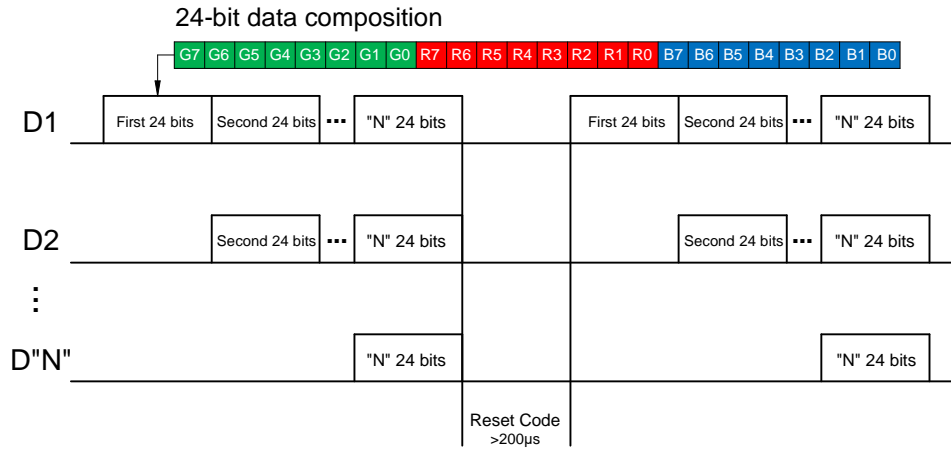 24-bit data composition
G7 G6 G5 G4 G3 G2 G1 G0 R7 R6 R5 R4 R3 R2 R1 R0 B7 B6 B5 B4 B3 B2 B1 B0
D1 First 24 bits Second 24 bits ... "N" 24 bits First 24 bits Second 24 bits ... "N" 24 bits
D2 Second 24 bits ... "N" 24 bits Second 24 bits ... "N" 24 bits
⋮
D"N" "N" 24 bits "N" 24 bits
Reset Code
>200µs